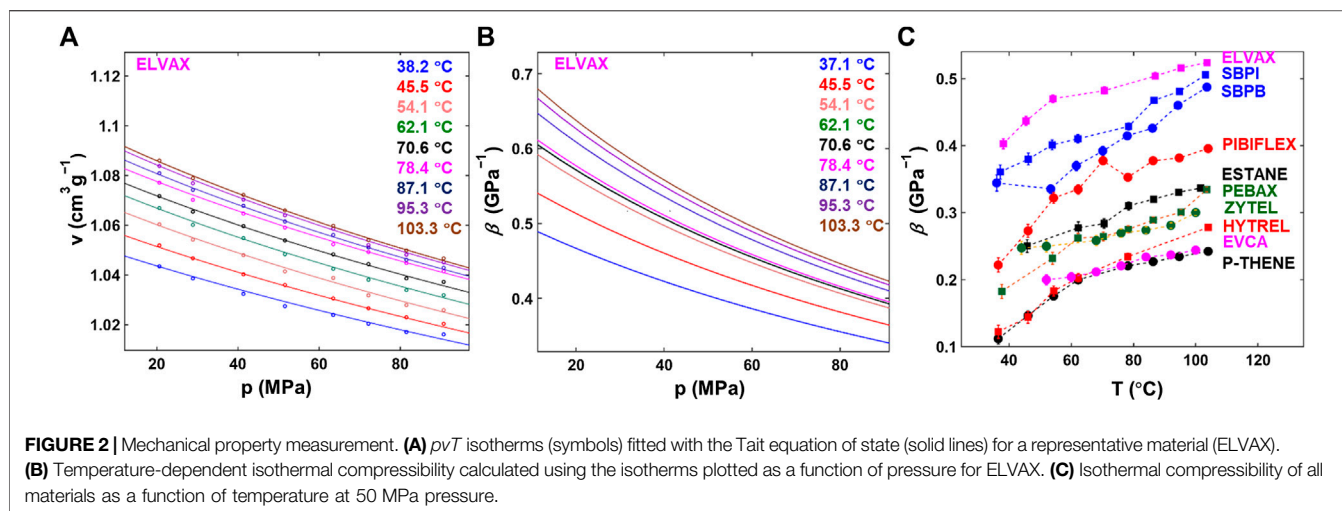 A
ELVAX
38.2 °C
45.5 °C
54.1 °C
62.1 °C
70.6 °C
78.4 °C
87.1 °C
95.3 °C
103.3 °C
1.12
1.10
1.08
1.06
1.04
1.02
v (cm³g⁻¹)
20 40 60 80
p (MPa)
B
ELVAX
37.1 °C
45.5 °C
54.1 °C
62.1 °C
70.6 °C
78.4 °C
87.1 °C
95.3 °C
103.3 °C
0.7
0.6
0.5
0.4
β (GPa⁻¹)
20 40 60 80
p (MPa)
C
ELVAX
SBPI
SBPB
PIBIFLEX
ESTANE
PEBAX
ZYTEL
HYTREL
EVCA
P-THENE
0.5
0.4
0.3
0.2
0.1
β (GPa⁻¹)
40 60 80 100 120
T (°C)
FIGURE 2 | Mechanical property measurement. (A) pvT isotherms (symbols) fitted with the Tait equation of state (solid lines) for a representative material (ELVAX).
(B) Temperature-dependent isothermal compressibility calculated using the isotherms plotted as a function of pressure for ELVAX. (C) Isothermal compressibility of all
materials as a function of temperature at 50 MPa pressure.